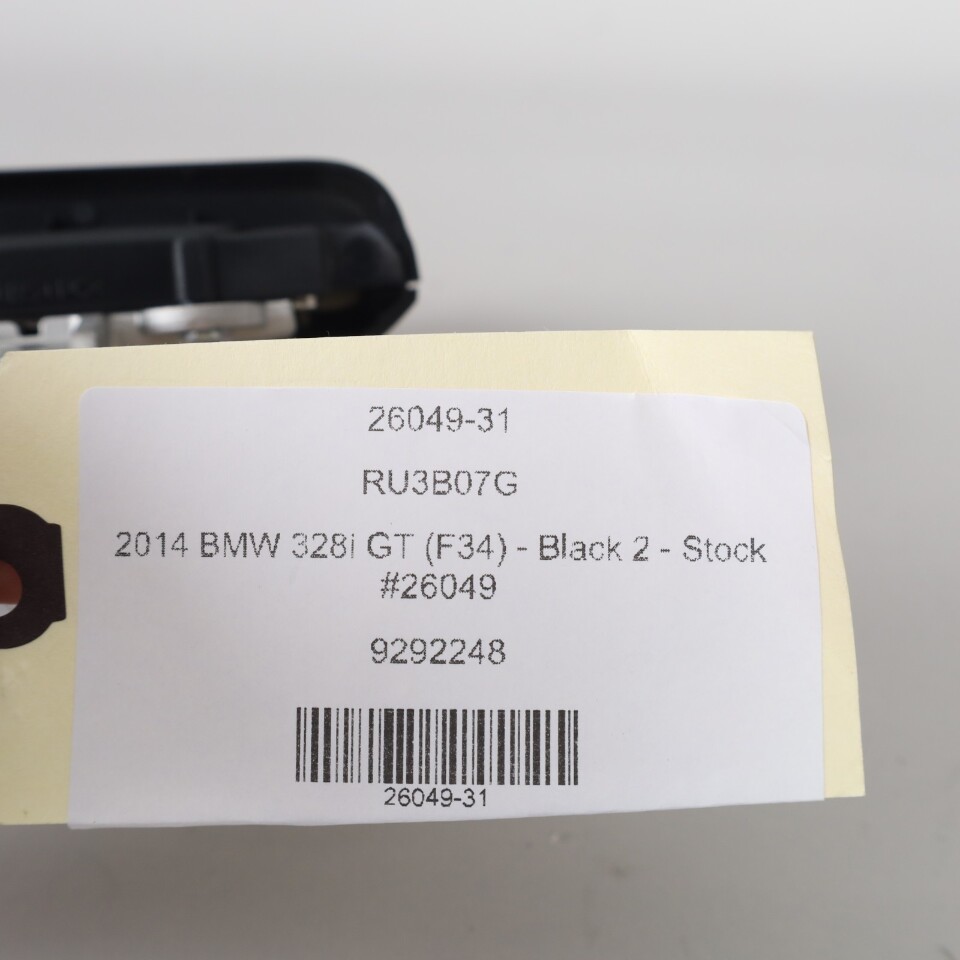 26049-31
RU3B07G
2014 BMW 328i GT (F34) - Black 2 - Stock
#26049
9292248
26049-31